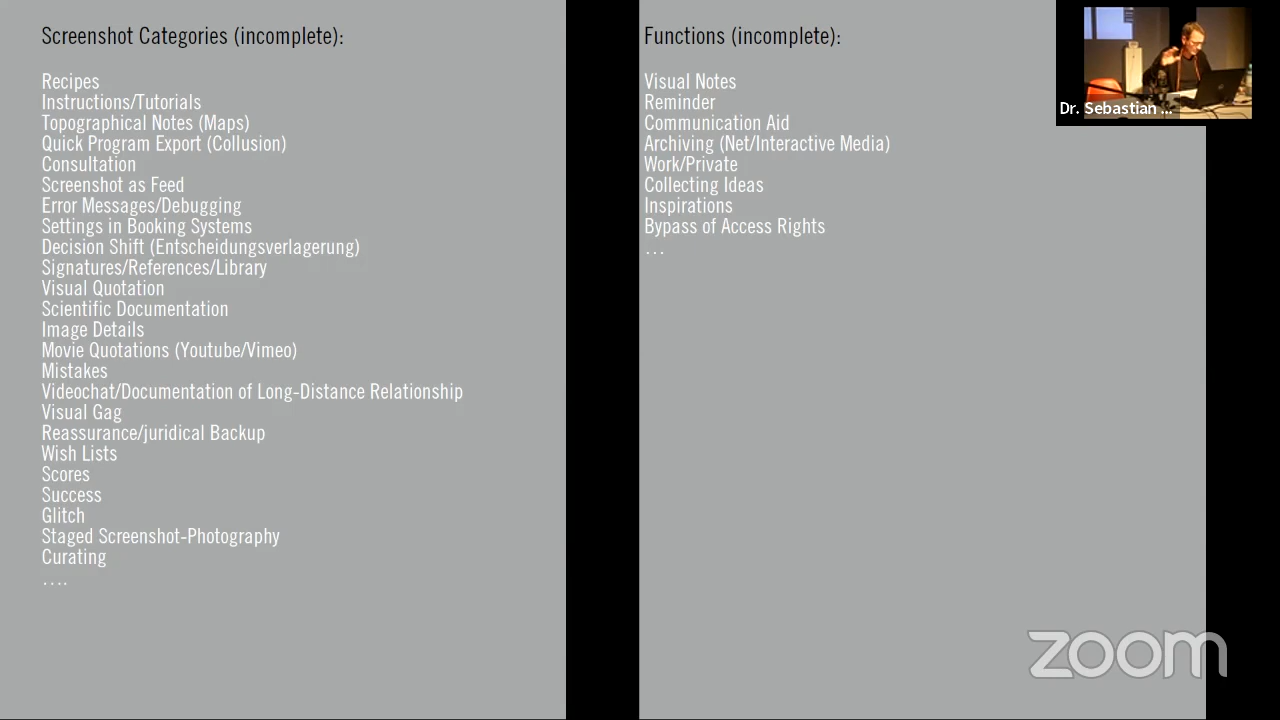 Screenshot Categories (incomplete):
Recipes
Instructions/Tutorials
Topographical Notes (Maps)
Quick Program Export (Collusion)
Consultation
Screenshot as Feed
Error Messages/Debugging
Settings in Booking Systems
Decision Shift (Entscheidungsverlagerung)
Signatures/References/Library
Visual Quotation
Scientific Documentation
Image Details
Movie Quotations (Youtube/Vimeo)
Mistakes
Videochat/Documentation of Long-Distance Relationship
Visual Gag
Reassurance/juridical Backup
Wish Lists
Scores
Success
Glitch
Staged Screenshot-Photography
Curating
....
Functions (incomplete):
Visual Notes
Reminder
Communication Aid
Archiving (Net/Interactive Media)
Work/Private
Collecting Ideas
Inspirations
Bypass of Access Rights
...
Dr. Sebastian ...
zoom